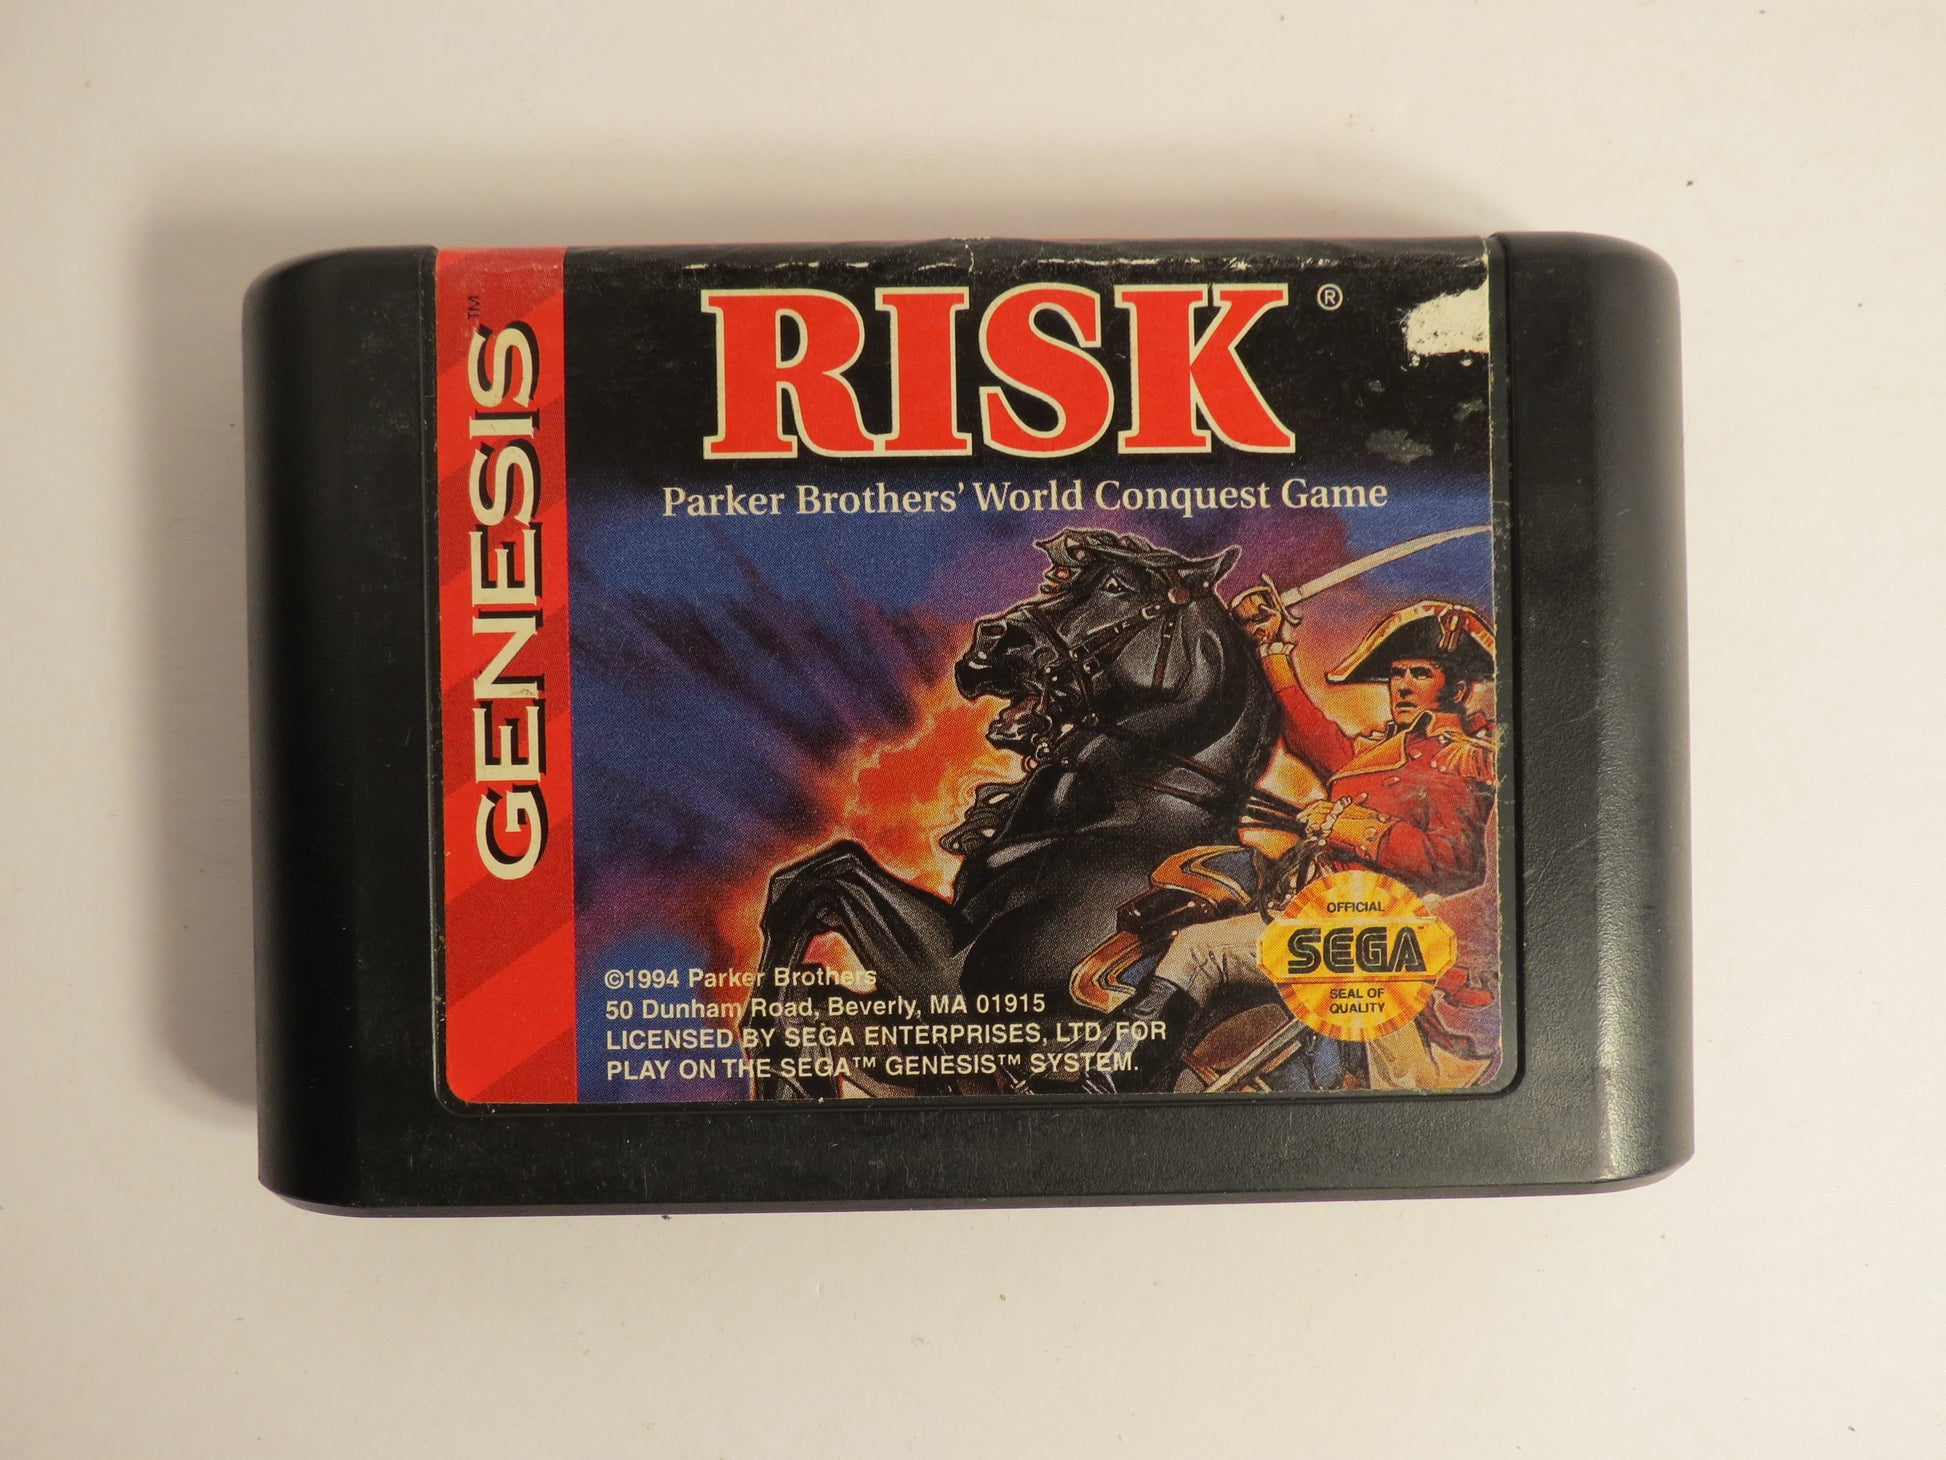 GENESIS™
RISK®
Parker Brothers' World Conquest Game
OFFICIAL
SEGA™
SEAL OF
QUALITY
©1994 Parker Brothers
50 Dunham Road, Beverly, MA 01915
LICENSED BY SEGA ENTERPRISES, LTD. FOR
PLAY ON THE SEGA™ GENESIS™ SYSTEM.